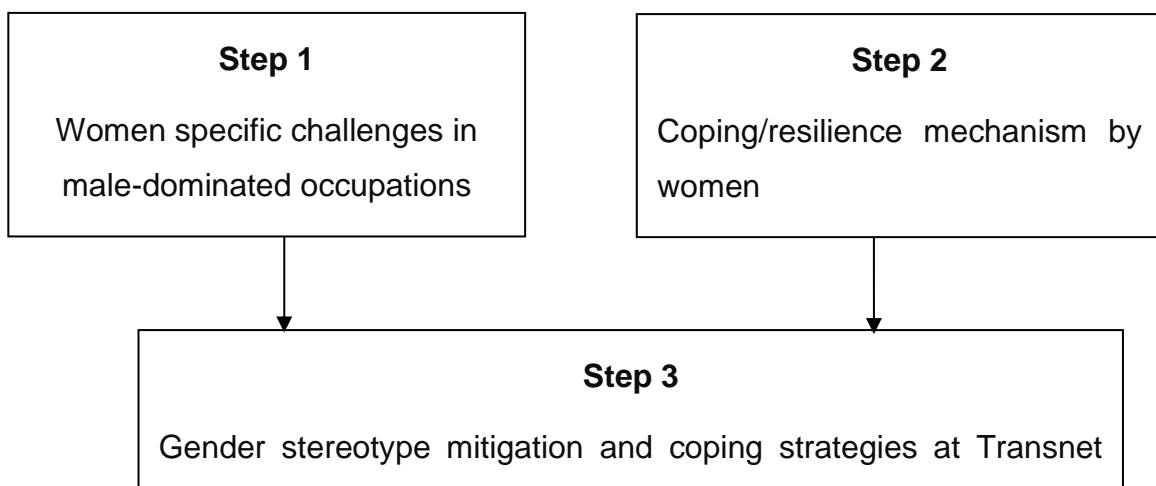 Step 1
Women specific challenges in
male-dominated occupations
Step 2
Coping/resilience mechanism by
women
Step 3
Gender stereotype mitigation and coping strategies at Transnet